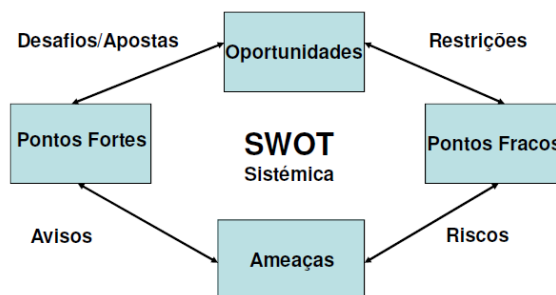 Desafios/Apostas
Oportunidades
Restrições
Pontos Fortes
SWOT
Sistémica
Pontos Fracos
Avisos
Ameaças
Riscos